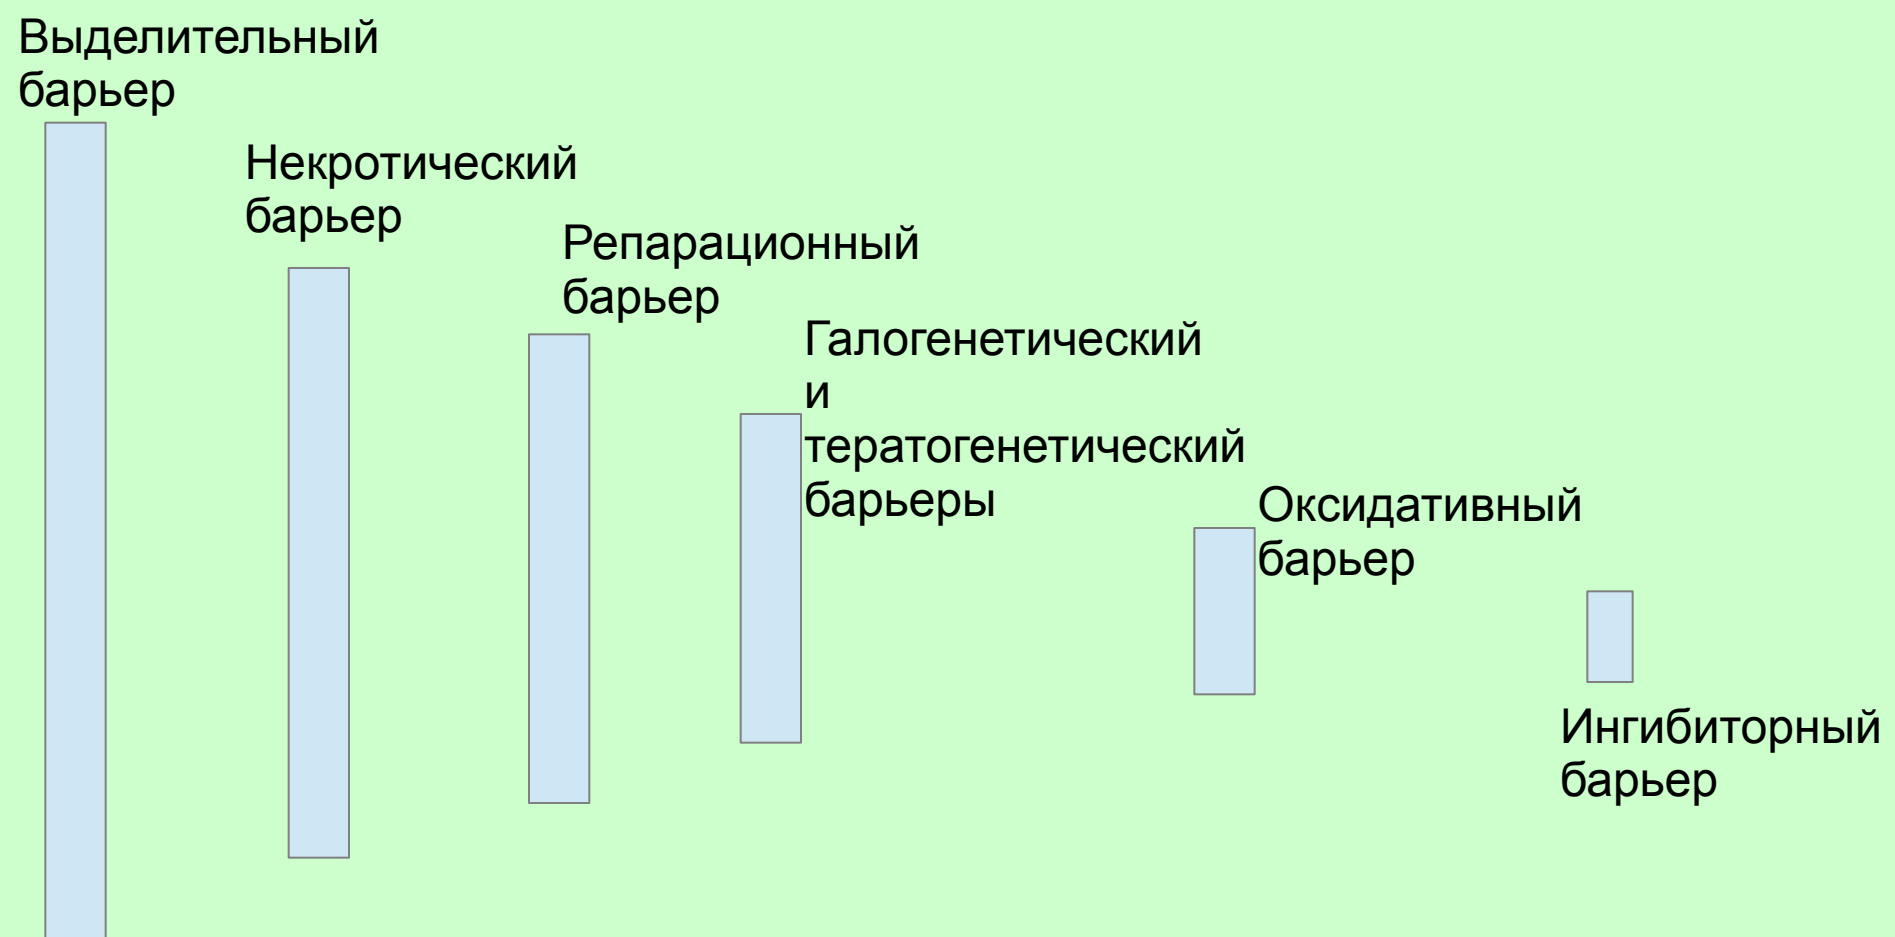 Выделительный
барьер
Некротический
барьер
Репарационный
барьер
Галогенетический
и
тератогенетический
барьеры
Оксидативный
барьер
Ингибиторный
барьер